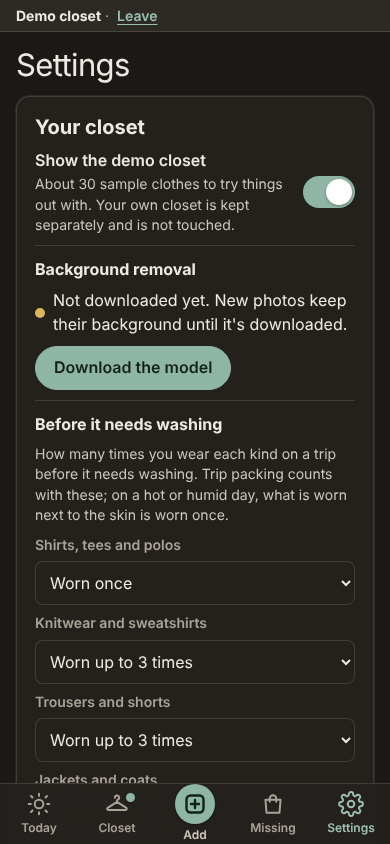 Demo closet · Leave
Settings
Your closet
Show the demo closet
About 30 sample clothes to try things
out with. Your own closet is kept
separately and is not touched.
Background removal
Not downloaded yet. New photos keep
their background until it's downloaded.
Download the model
Before it needs washing
How many times you wear each kind on a trip
before it needs washing. Trip packing counts
with these; on a hot or humid day, what is worn
next to the skin is worn once.
Shirts, tees and polos
Worn once
Knitwear and sweatshirts
Worn up to 3 times
Trousers and shorts
Worn up to 3 times
Jackets and coats
Today
Closet
Add
Missing
Settings